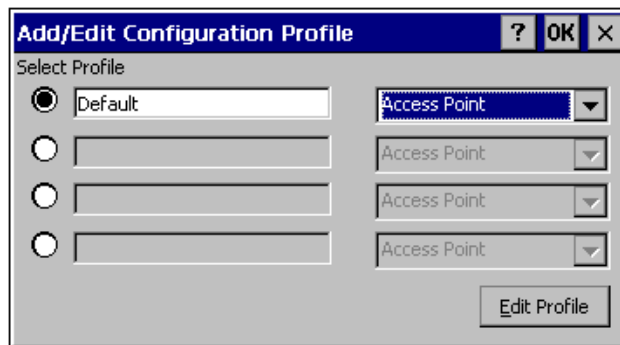 Add/Edit Configuration Profile ? OK ×
Select Profile
Default Access Point
Access Point
Access Point
Access Point
Edit Profile